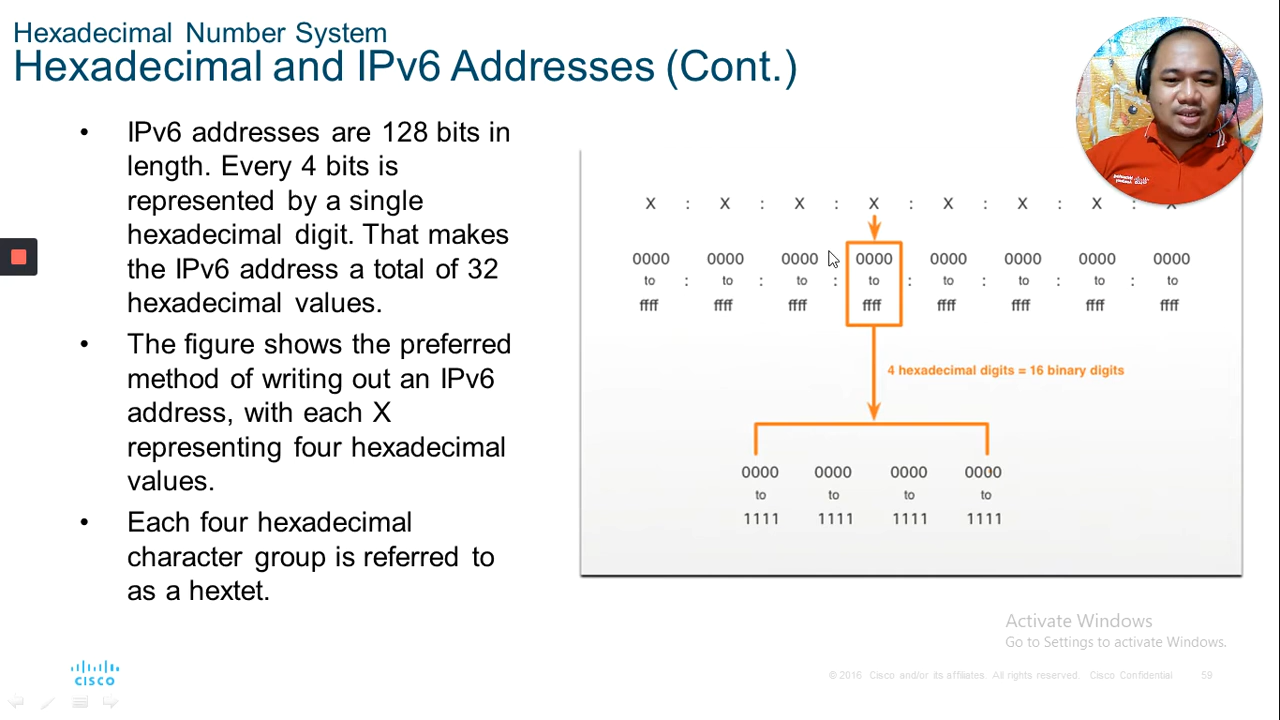 Hexadecimal Number System
Hexadecimal and IPv6 Addresses (Cont.)
• IPv6 addresses are 128 bits in
length. Every 4 bits is
represented by a single
hexadecimal digit. That makes
the IPv6 address a total of 32
hexadecimal values.
• The figure shows the preferred
method of writing out an IPv6
address, with each X
representing four hexadecimal
values.
• Each four hexadecimal
character group is referred to
as a hextet.
X : X : X : X : X : X : X : X
0000 0000 0000 0000 0000 0000 0000 0000
to : to : to : to : to : to : to : to
ffff ffff ffff ffff ffff ffff ffff ffff
4 hexadecimal digits = 16 binary digits
0000 0000 0000 0000
to to to to
1111 1111 1111 1111
Activate Windows
Go to Settings to activate Windows.
CISCO
© 2016 Cisco and/or its affiliates. All rights reserved. Cisco Confidential 59